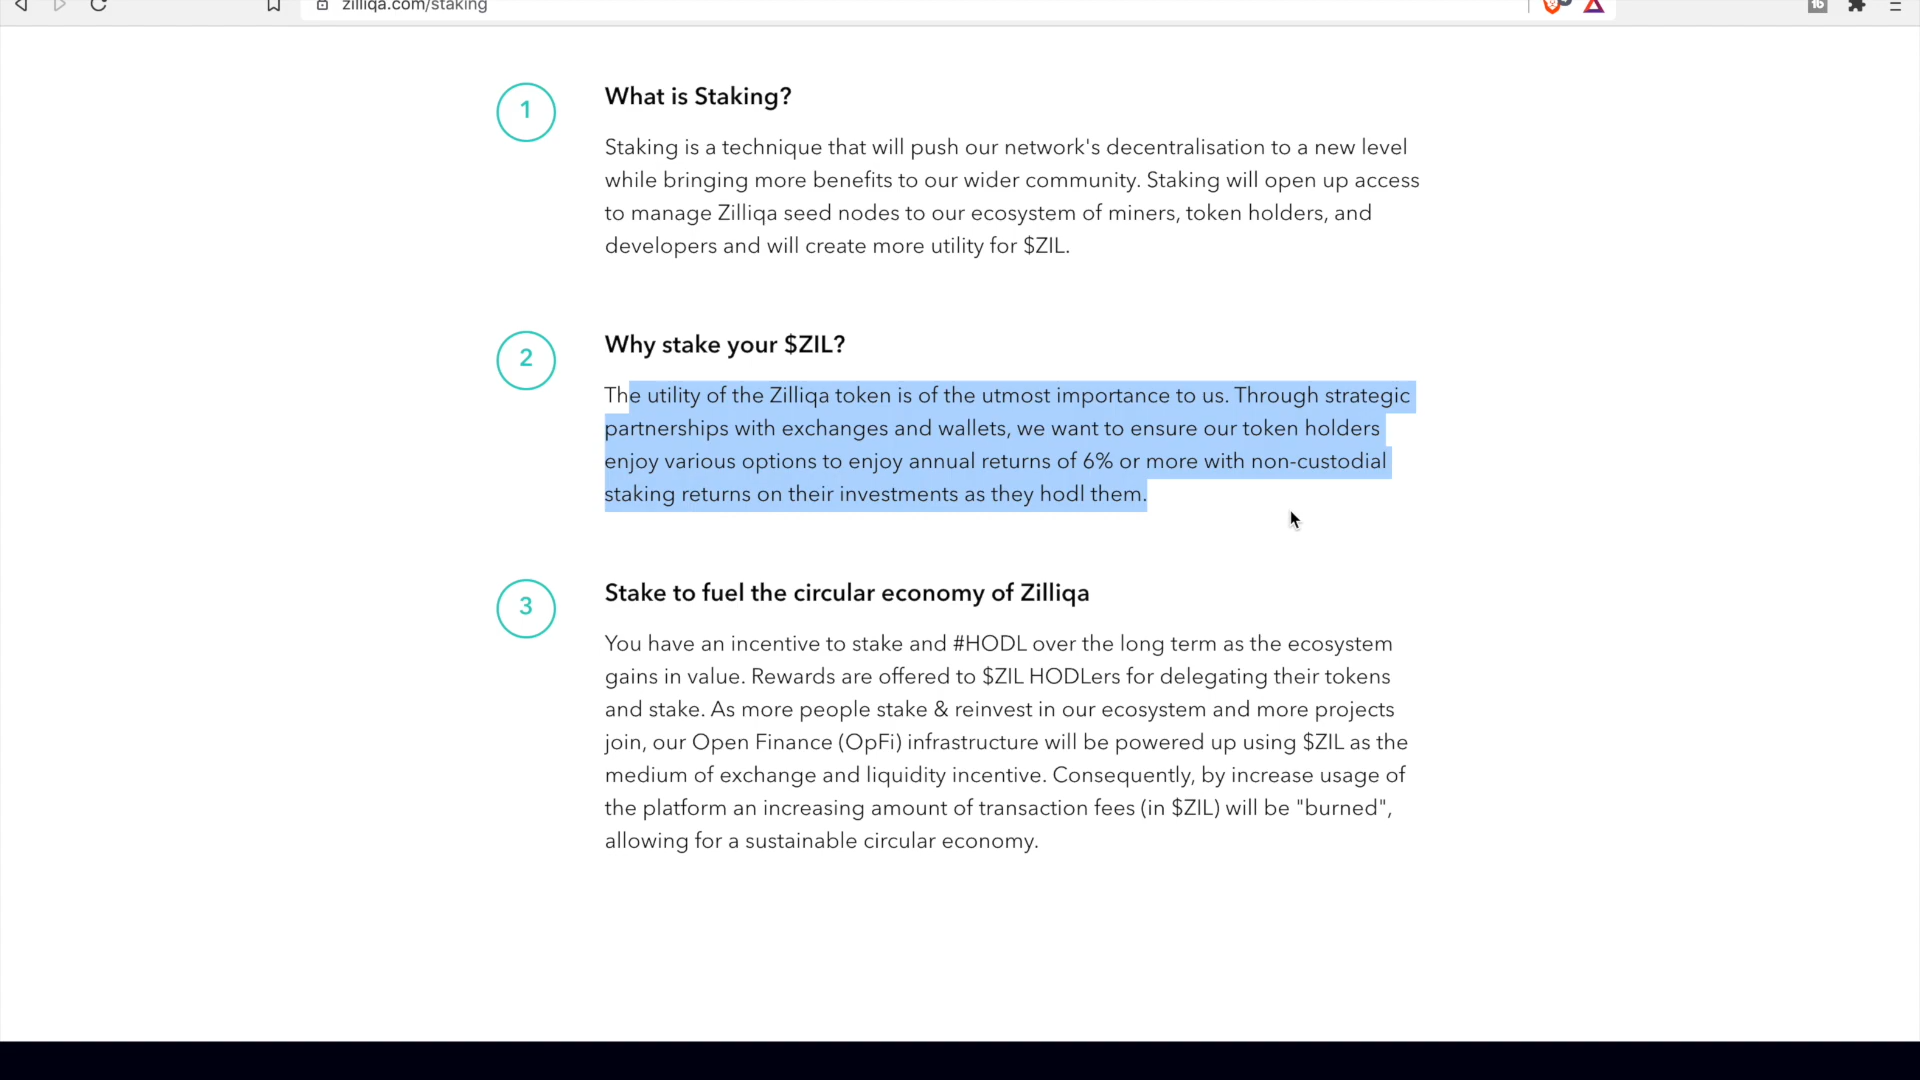 zilliqa.com/staking
1
What is Staking?
Staking is a technique that will push our network's decentralisation to a new level
while bringing more benefits to our wider community. Staking will open up access
to manage Zilliqa seed nodes to our ecosystem of miners, token holders, and
developers and will create more utility for $ZIL.
2
Why stake your $ZIL?
The utility of the Zilliqa token is of the utmost importance to us. Through strategic
partnerships with exchanges and wallets, we want to ensure our token holders
enjoy various options to enjoy annual returns of 6% or more with non-custodial
staking returns on their investments as they hodl them.
3
Stake to fuel the circular economy of Zilliqa
You have an incentive to stake and #HODL over the long term as the ecosystem
gains in value. Rewards are offered to $ZIL HODLers for delegating their tokens
and stake. As more people stake & reinvest in our ecosystem and more projects
join, our Open Finance (OpFi) infrastructure will be powered up using $ZIL as the
medium of exchange and liquidity incentive. Consequently, by increase usage of
the platform an increasing amount of transaction fees (in $ZIL) will be "burned",
allowing for a sustainable circular economy.